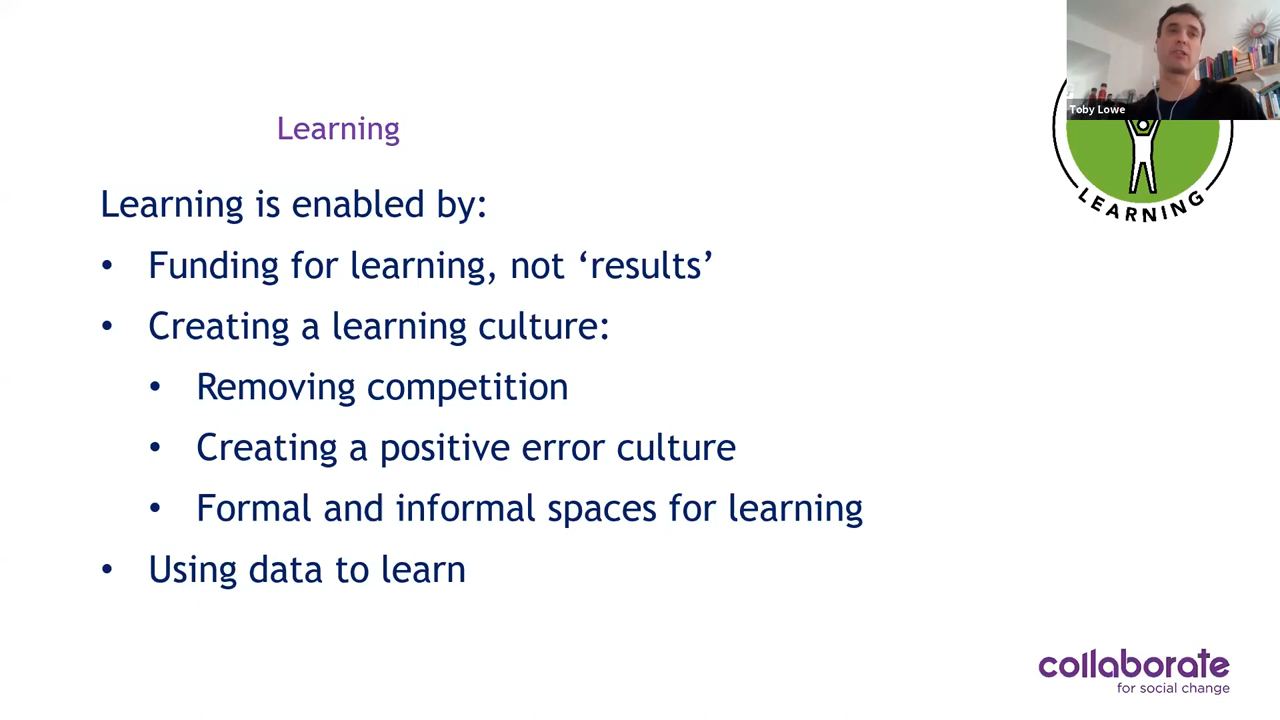 Toby Lowe
Learning
LEARNING
Learning is enabled by:
• Funding for learning, not ‘results’
• Creating a learning culture:
• Removing competition
• Creating a positive error culture
• Formal and informal spaces for learning
• Using data to learn
collaborate
for social change